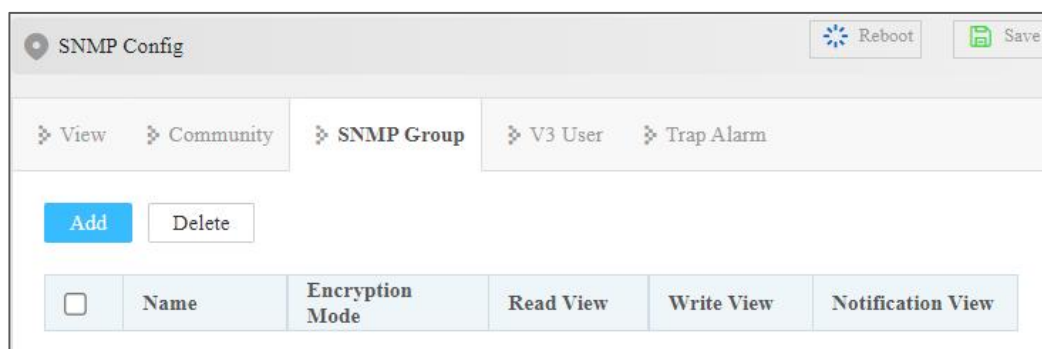 SNMP Config
Reboot
Save
View
Community
SNMP Group
V3 User
Trap Alarm
Add
Delete
Name
Encryption
Mode
Read View
Write View
Notification View